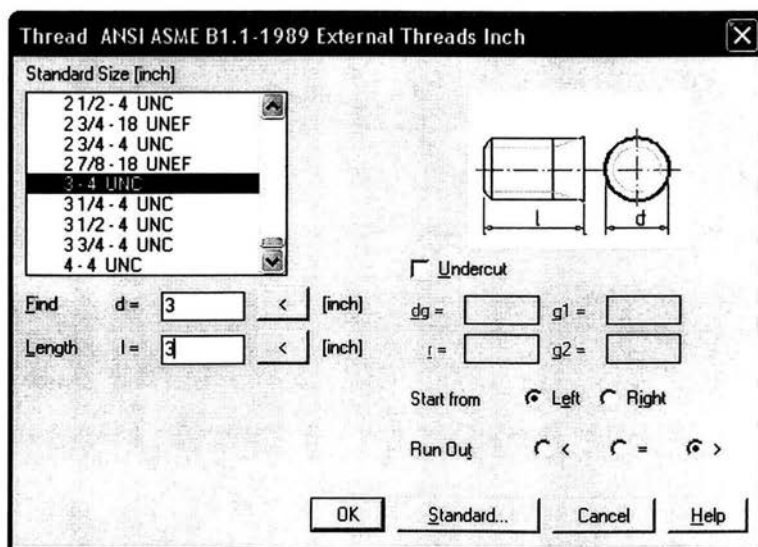 Thread ANSI ASME B1.1-1989 External Threads Inch
Standard Size [inch]
2 1/2 - 4 UNC
2 3/4 - 18 UNEF
2 3/4 - 4 UNC
2 7/8 - 18 UNEF
3 - 4 UNC
3 1/4 - 4 UNC
3 1/2 - 4 UNC
3 3/4 - 4 UNC
4 - 4 UNC
l
d
Undercut
Find d = 3 < [inch]
dg = g1 =
Length l = 3 < [inch]
r = g2 =
Start from Left Right
Run Out < = >
OK Standard... Cancel Help